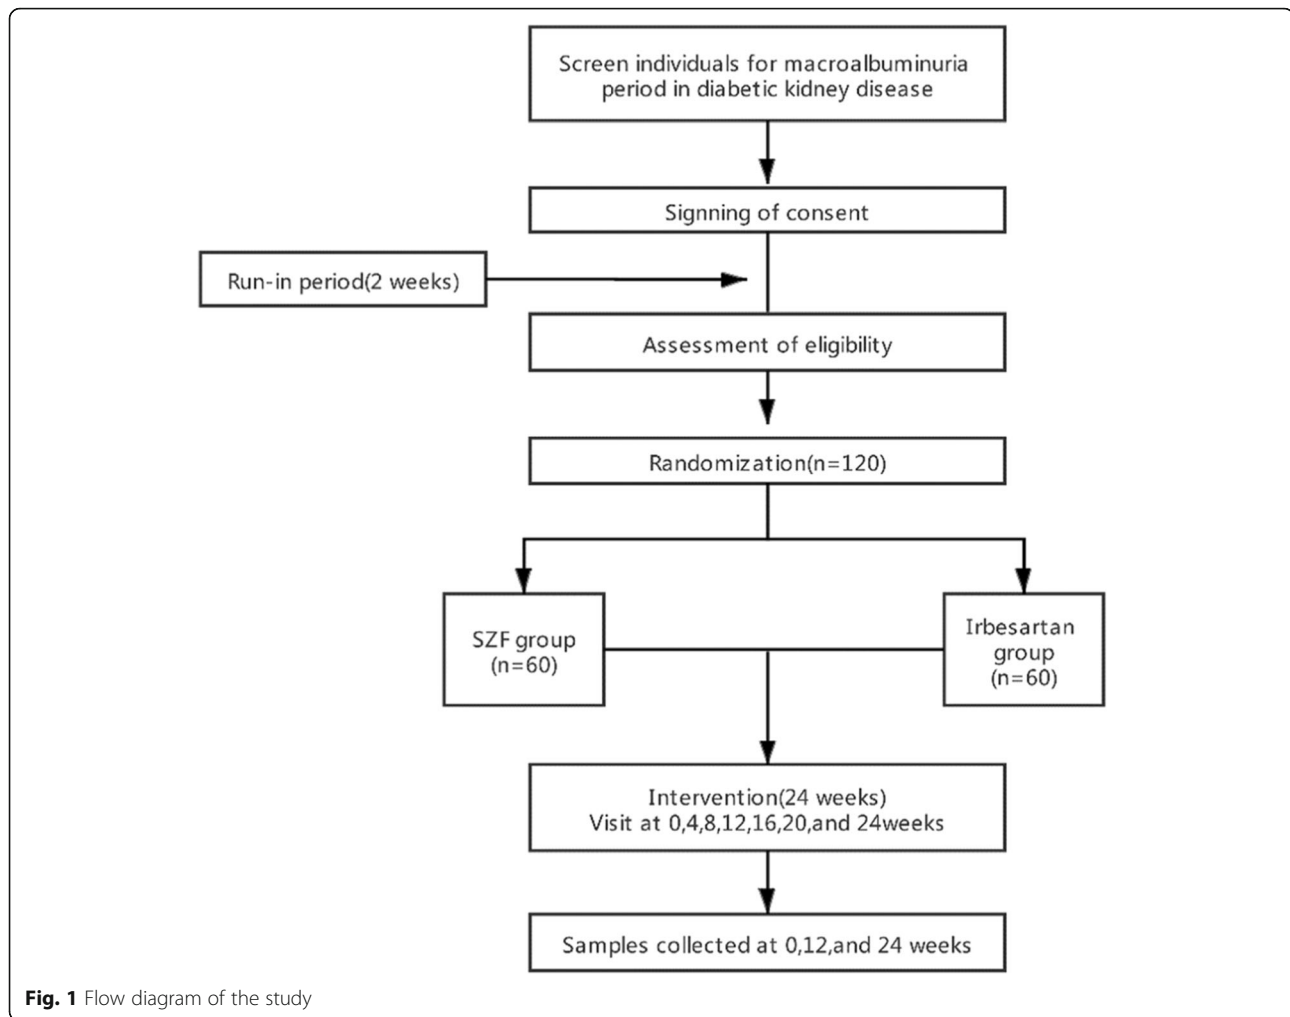 Screen individuals for macroalbuminuria
period in diabetic kidney disease
Signning of consent
Run-in period(2 weeks)
Assessment of eligibility
Randomization(n=120)
SZF group
(n=60)
Irbesartan
group
(n=60)
Intervention(24 weeks)
Visit at 0,4,8,12,16,20,and 24weeks
Samples collected at 0,12,and 24 weeks
Fig. 1 Flow diagram of the study